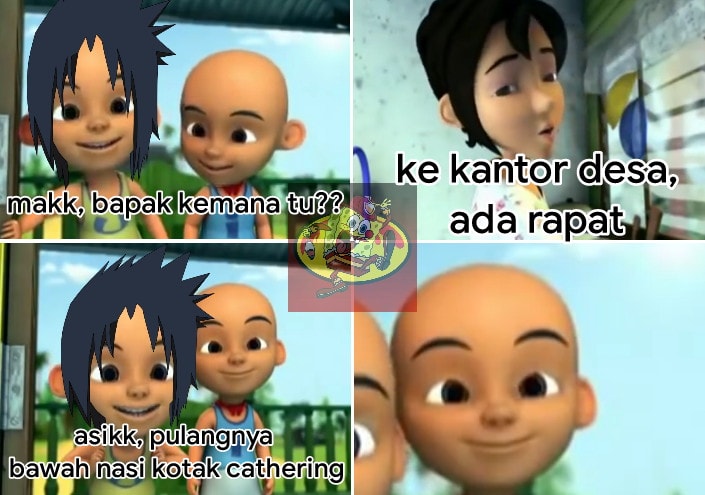 makk, bapak kemana tu??
ke kantor desa,
ada rapat
asikk, pulangnya
bawah nasi kotak cathering